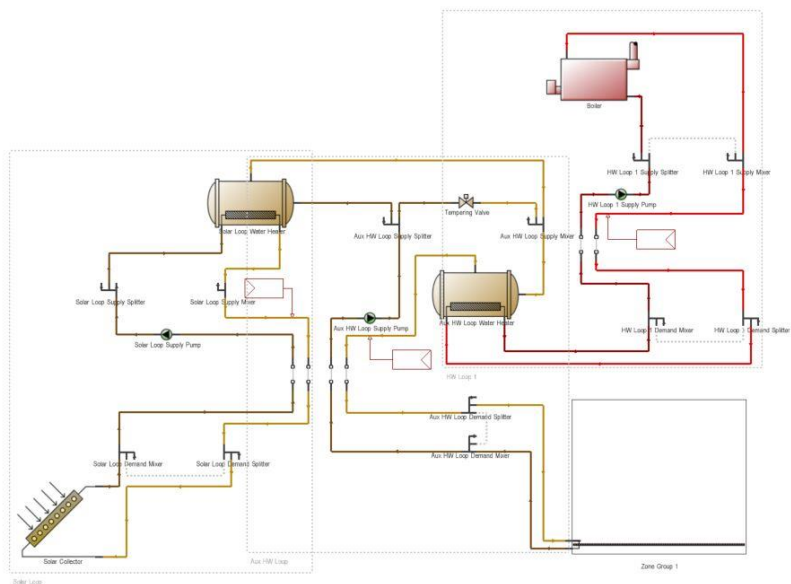 Boiler
HW Loop 1 Supply Splitter
HW Loop 1 Supply Mixer
HW Loop 1 Supply Pump
Tempering Valve
Solar Loop Water Heater
Aux HW Loop Supply Splitter
Aux HW Loop Supply Mixer
Solar Loop Supply Splitter
Solar Loop Supply Mixer
Aux HW Loop Supply Pump
Aux HW Loop Water Heater
HW Loop 1 Demand Mixer
HW Loop 1 Demand Splitter
Solar Loop Supply Pump
HW Loop 1
Aux HW Loop Demand Splitter
Aux HW Loop Demand Mixer
Solar Loop Demand Mixer
Solar Loop Demand Splitter
Solar Collector
Aux HW Loop
Zone Group 1
Solar Loop